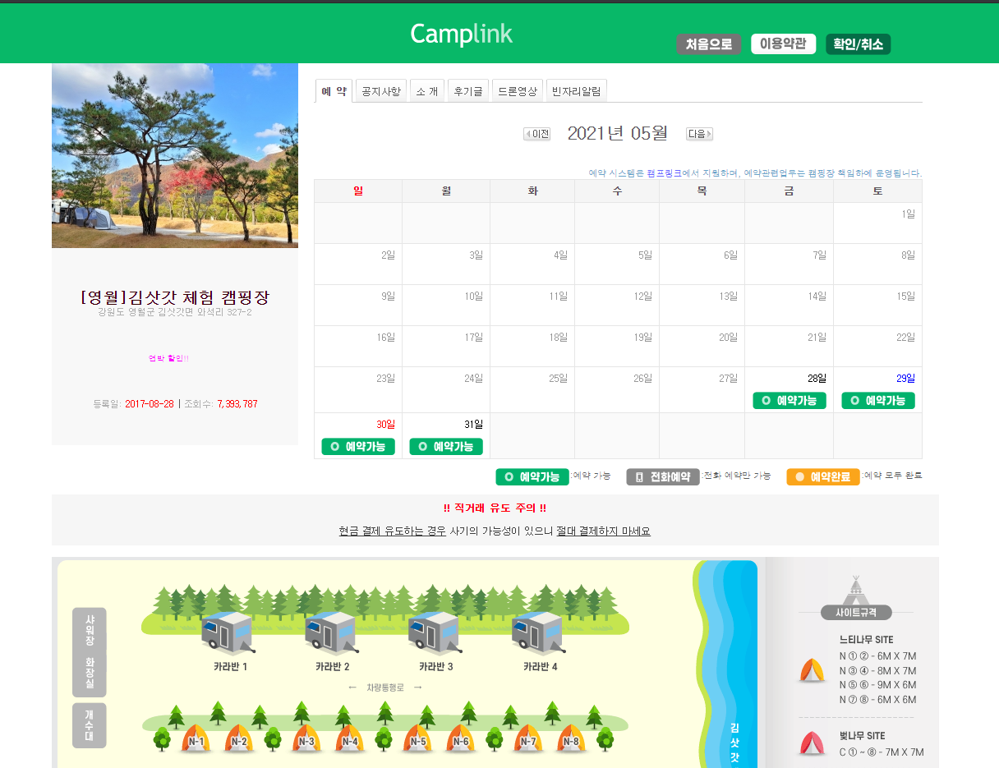 Camplink
처음으로 이용약관 확인/취소
예 약 공지사항 소 개 후기글 드론영상 빈자리알림
이전 2021년 05월 다음
예약 시스템은 캠프링크에서 지원하며, 예약관련업무는 캠핑장 책임하에 운영됩니다.
일 월 화 수 목 금 토
1일
2일 3일 4일 5일 6일 7일 8일
9일 10일 11일 12일 13일 14일 15일
16일 17일 18일 19일 20일 21일 22일
23일 24일 25일 26일 27일 28일 29일
예약가능 예약가능
30일 31일
예약가능 예약가능
예약가능 :예약 가능 전화예약 :전화 예약만 가능 예약완료 :예약 모두 완료
[영월]김삿갓 체험 캠핑장
강원도 영월군 김삿갓면 와석리 327-2
연박 할인!!
등록일: 2017-08-28 | 조회수: 7,393,787
!! 직거래 유도 주의 !!
현금 결제 유도하는 경우 사기의 가능성이 있으니 절대 결제하지 마세요
샤워장 화장실
개수대
카라반 1 카라반 2 카라반 3 카라반 4
← 차량통행로 →
N-1 N-2 N-3 N-4 N-5 N-6 N-7 N-8
김삿갓
사이트규격
느티나무 SITE
N ① ② - 6M X 7M
N ③ ④ - 8M X 7M
N ⑤ ⑥ - 9M X 6M
N ⑦ ⑧ - 6M X 6M
벚나무 SITE
C ① ~ ⑧ - 7M X 7M